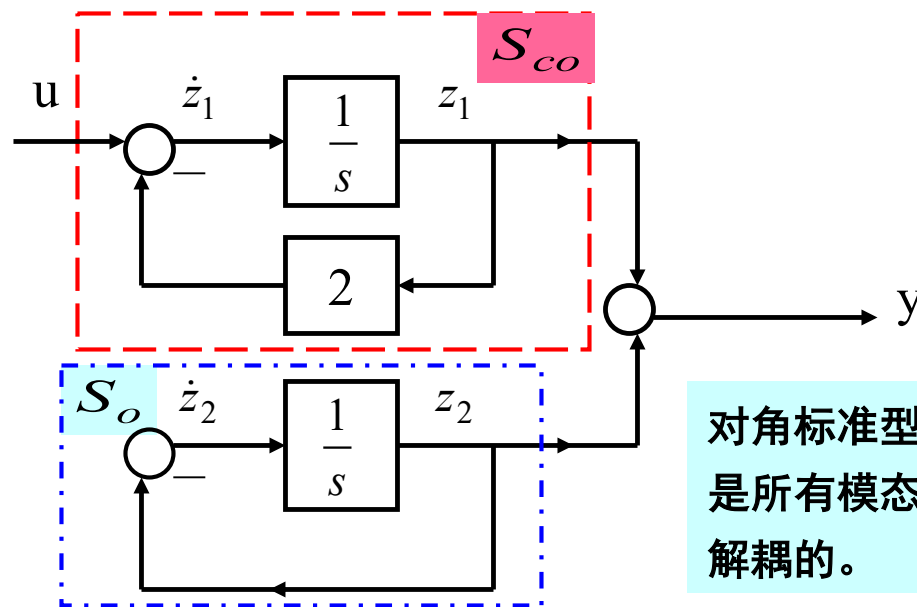 S_co
u
ż₁
1/s
z₁
−
2
y
S_o
ż₂
1/s
z₂
−
对角标准型
是所有模态
解耦的。